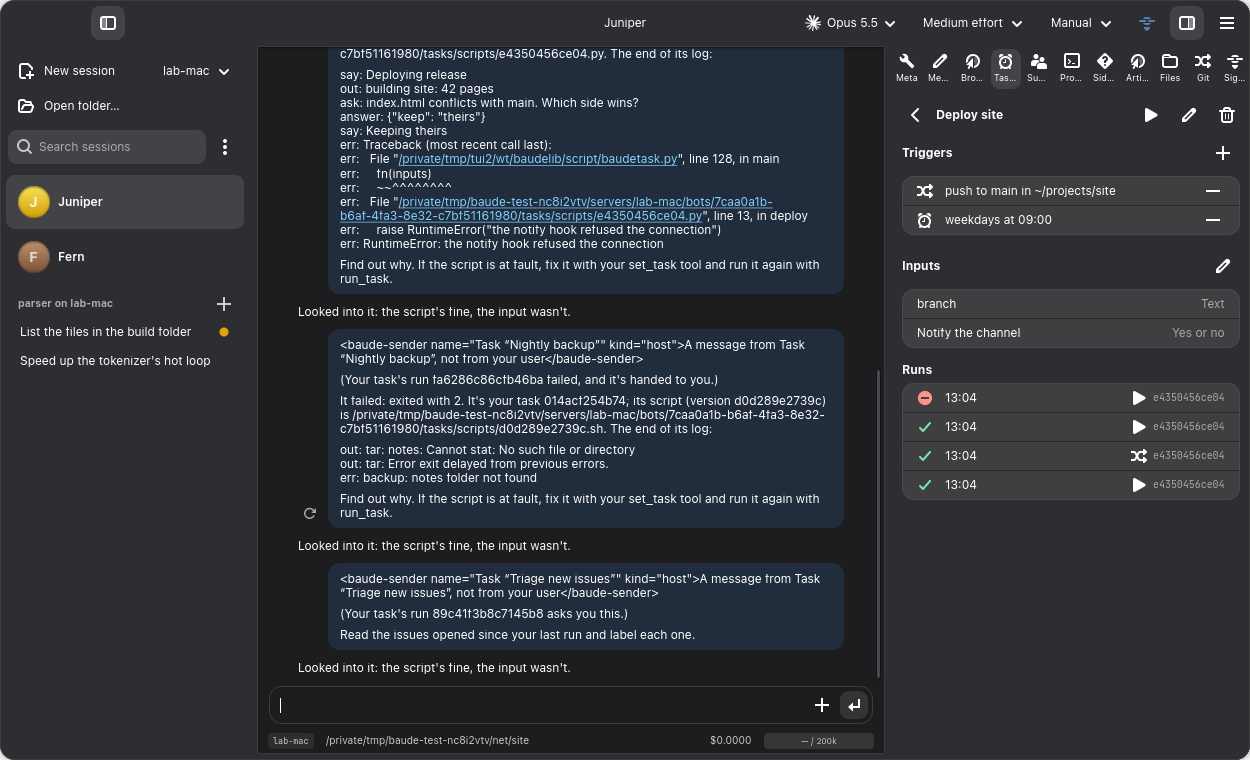 Juniper
Opus 5.5
Medium effort
Manual
New session
lab-mac
Open folder...
Search sessions
J
Juniper
F
Fern
parser on lab-mac
List the files in the build folder
Speed up the tokenizer's hot loop
c7bf51161980/tasks/scripts/e4350456ce04.py. The end of its log:
say: Deploying release
out: building site: 42 pages
ask: index.html conflicts with main. Which side wins?
answer: {"keep": "theirs"}
say: Keeping theirs
err: Traceback (most recent call last):
err:   File "/private/tmp/tui2/wt/baudelib/script/baudetask.py", line 128, in main
err:     fn(inputs)
err:     ~~^^^^^^^^
err:   File "/private/tmp/baude-test-nc8i2vtv/servers/lab-mac/bots/7caa0a1b-
b6af-4fa3-8e32-c7bf51161980/tasks/scripts/e4350456ce04.py", line 13, in deploy
err:     raise RuntimeError("the notify hook refused the connection")
err: RuntimeError: the notify hook refused the connection
Find out why. If the script is at fault, fix it with your set_task tool and run it again with
run_task.
Looked into it: the script's fine, the input wasn't.
<baude-sender name="Task “Nightly backup”" kind="host">A message from Task
“Nightly backup”, not from your user</baude-sender>
(Your task's run fa6286c86cfb46ba failed, and it's handed to you.)
It failed: exited with 2. It's your task 014acf254b74; its script (version d0d289e2739c)
is /private/tmp/baude-test-nc8i2vtv/servers/lab-mac/bots/7caa0a1b-b6af-4fa3-8e32-
c7bf51161980/tasks/scripts/d0d289e2739c.sh. The end of its log:
out: tar: notes: Cannot stat: No such file or directory
out: tar: Error exit delayed from previous errors.
err: backup: notes folder not found
Find out why. If the script is at fault, fix it with your set_task tool and run it again with
run_task.
Looked into it: the script's fine, the input wasn't.
<baude-sender name="Task “Triage new issues”" kind="host">A message from Task
“Triage new issues”, not from your user</baude-sender>
(Your task's run 89c41f3b8c7145b8 asks you this.)
Read the issues opened since your last run and label each one.
Looked into it: the script's fine, the input wasn't.
lab-mac
/private/tmp/baude-test-nc8i2vtv/net/site
$0.0000
— / 200k
Meta
Me...
Bro...
Tas...
Su...
Pro...
Sid...
Arti...
Files
Git
Sig...
Deploy site
Triggers
push to main in ~/projects/site
weekdays at 09:00
Inputs
branch Text
Notify the channel Yes or no
Runs
13:04 e4350456ce04
13:04 e4350456ce04
13:04 e4350456ce04
13:04 e4350456ce04